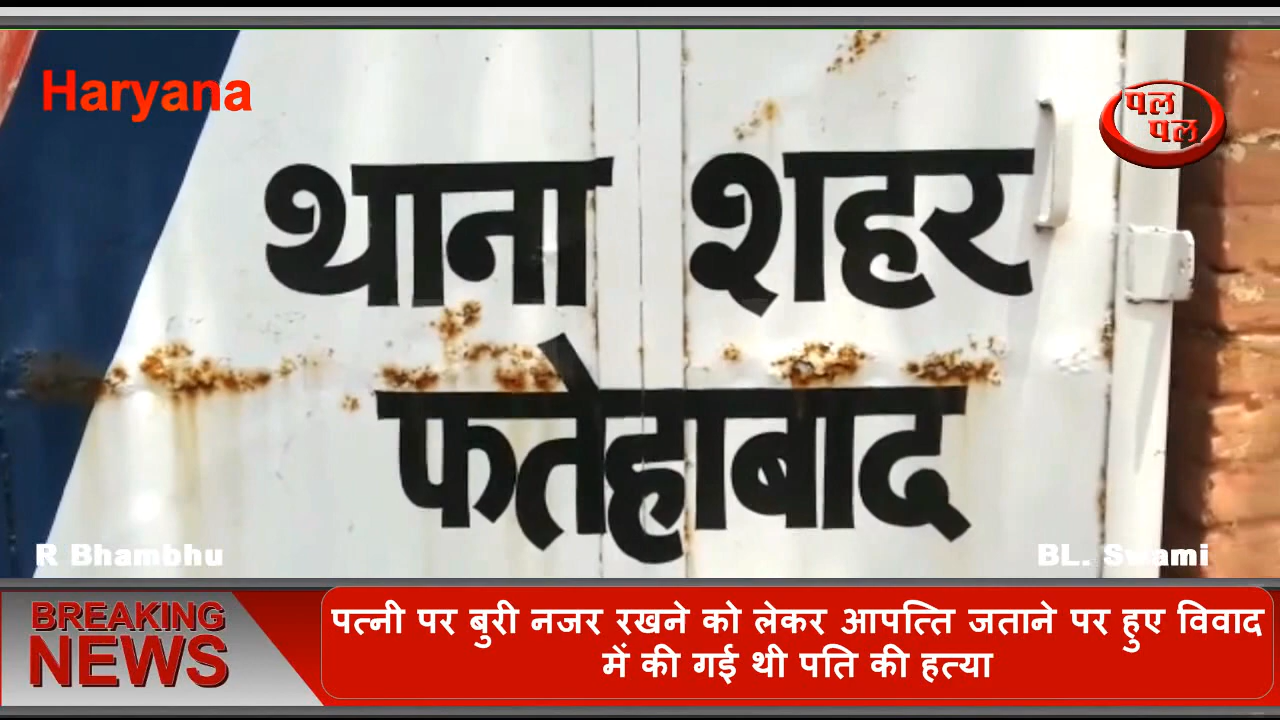 Haryana
पल
पल
थाना शहर
फतेहाबाद
R Bhambhu
BL. Swami
BREAKING
NEWS
पत्नी पर बुरी नजर रखने को लेकर आपत्ति जताने पर हुए विवाद
में की गई थी पति की हत्या